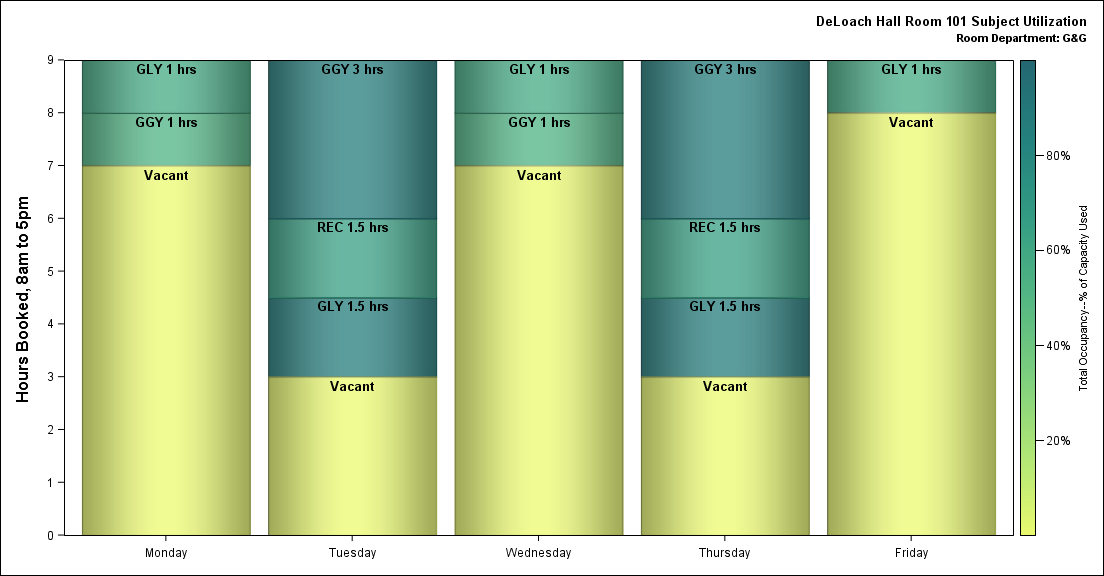 DeLoach Hall Room 101 Subject Utilization
Room Department: G&G
Hours Booked, 8am to 5pm
9
8
7
6
5
4
3
2
1
0
GLY 1 hrs
GGY 1 hrs
Vacant
GGY 3 hrs
REC 1.5 hrs
GLY 1.5 hrs
Vacant
GLY 1 hrs
GGY 1 hrs
Vacant
GGY 3 hrs
REC 1.5 hrs
GLY 1.5 hrs
Vacant
GLY 1 hrs
Vacant
Monday
Tuesday
Wednesday
Thursday
Friday
80%
60%
40%
20%
Total Occupancy--% of Capacity Used